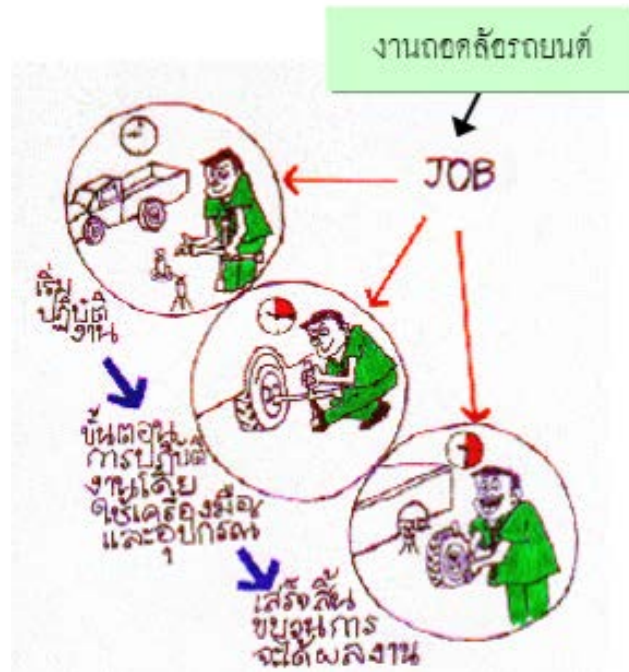 งานถอดล้อรถยนต์
JOB
เริ่ม
ปฏิบัติ
งาน
ขั้นตอน
การปฏิบัติ
งานโดย
ใช้เครื่องมือ
และอุปกรณ์
เสร็จสิ้น
ขบวนการ
จะได้ผลงาน